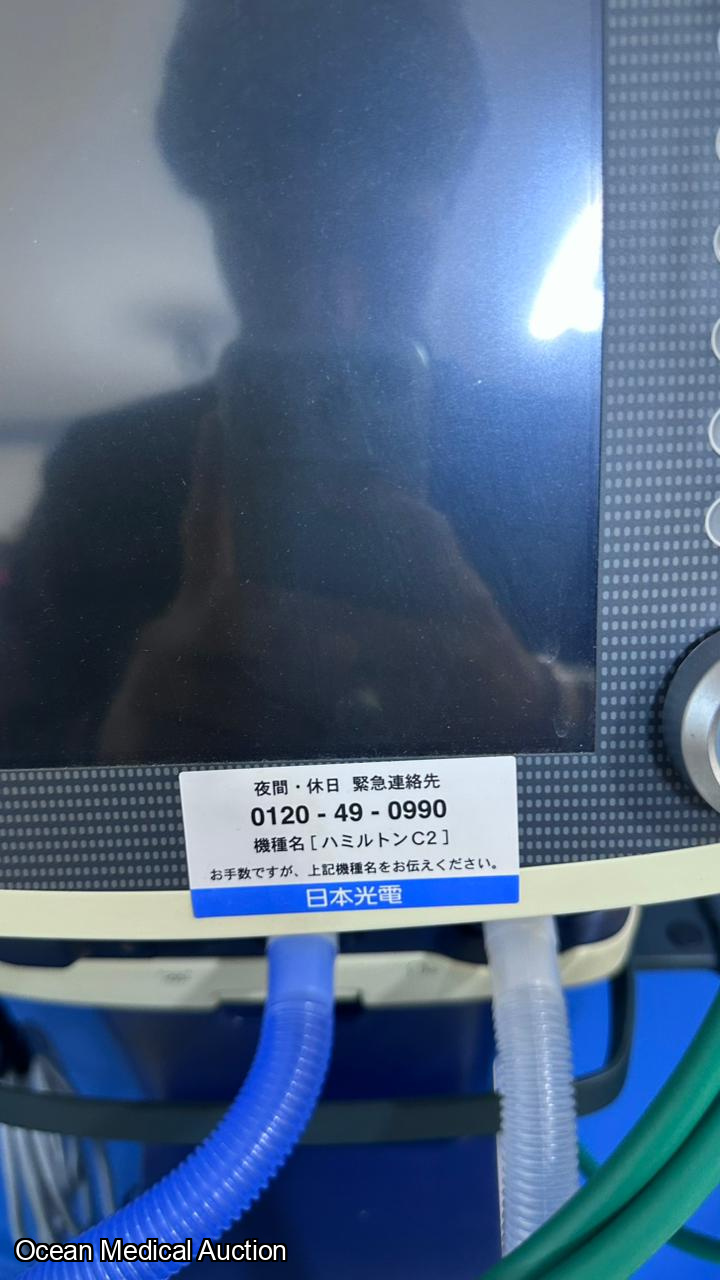 夜間・休日 緊急連絡先
0120 - 49 - 0990
機種名 [ ハミルトンC2 ]
お手数ですが、上記機種名をお伝えください。
日本光電
Ocean Medical Auction